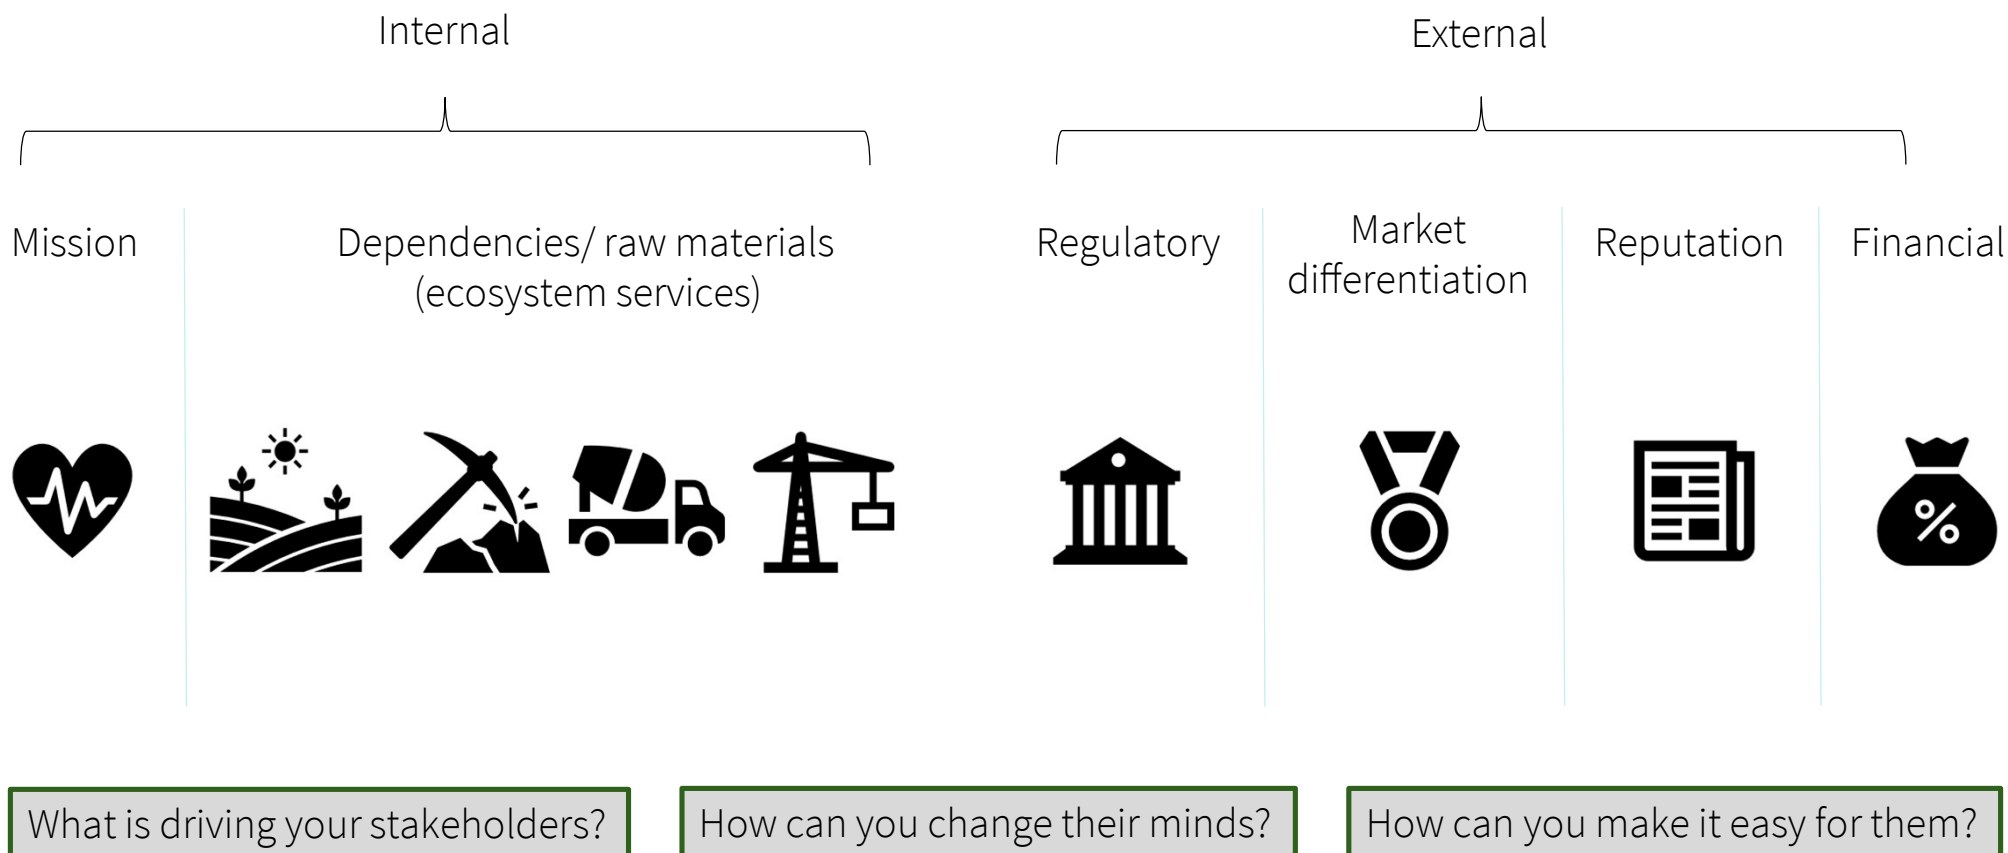 Internal
External
Mission
Dependencies/ raw materials
(ecosystem services)
Regulatory
Market
differentiation
Reputation
Financial
%
What is driving your stakeholders?
How can you change their minds?
How can you make it easy for them?